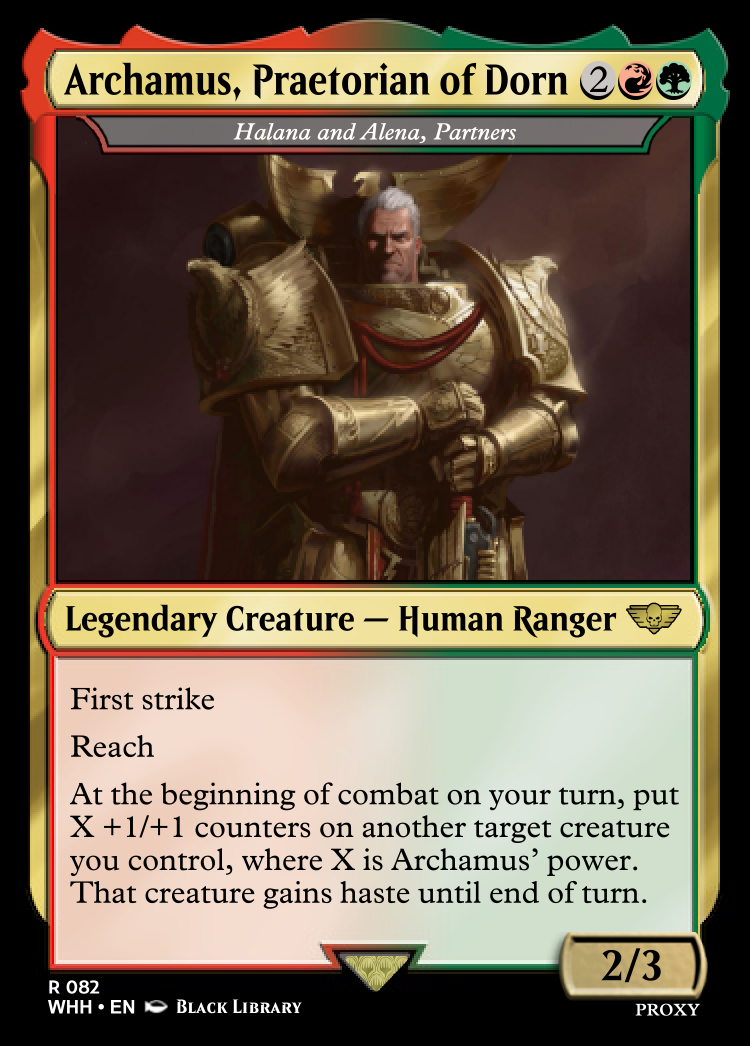 Archamus, Praetorian of Dorn 2
Halana and Alena, Partners
Legendary Creature — Human Ranger
First strike
Reach
At the beginning of combat on your turn, put
X +1/+1 counters on another target creature
you control, where X is Archamus’ power.
That creature gains haste until end of turn.
2/3
R 082
WHH • EN BLACK LIBRARY
PROXY